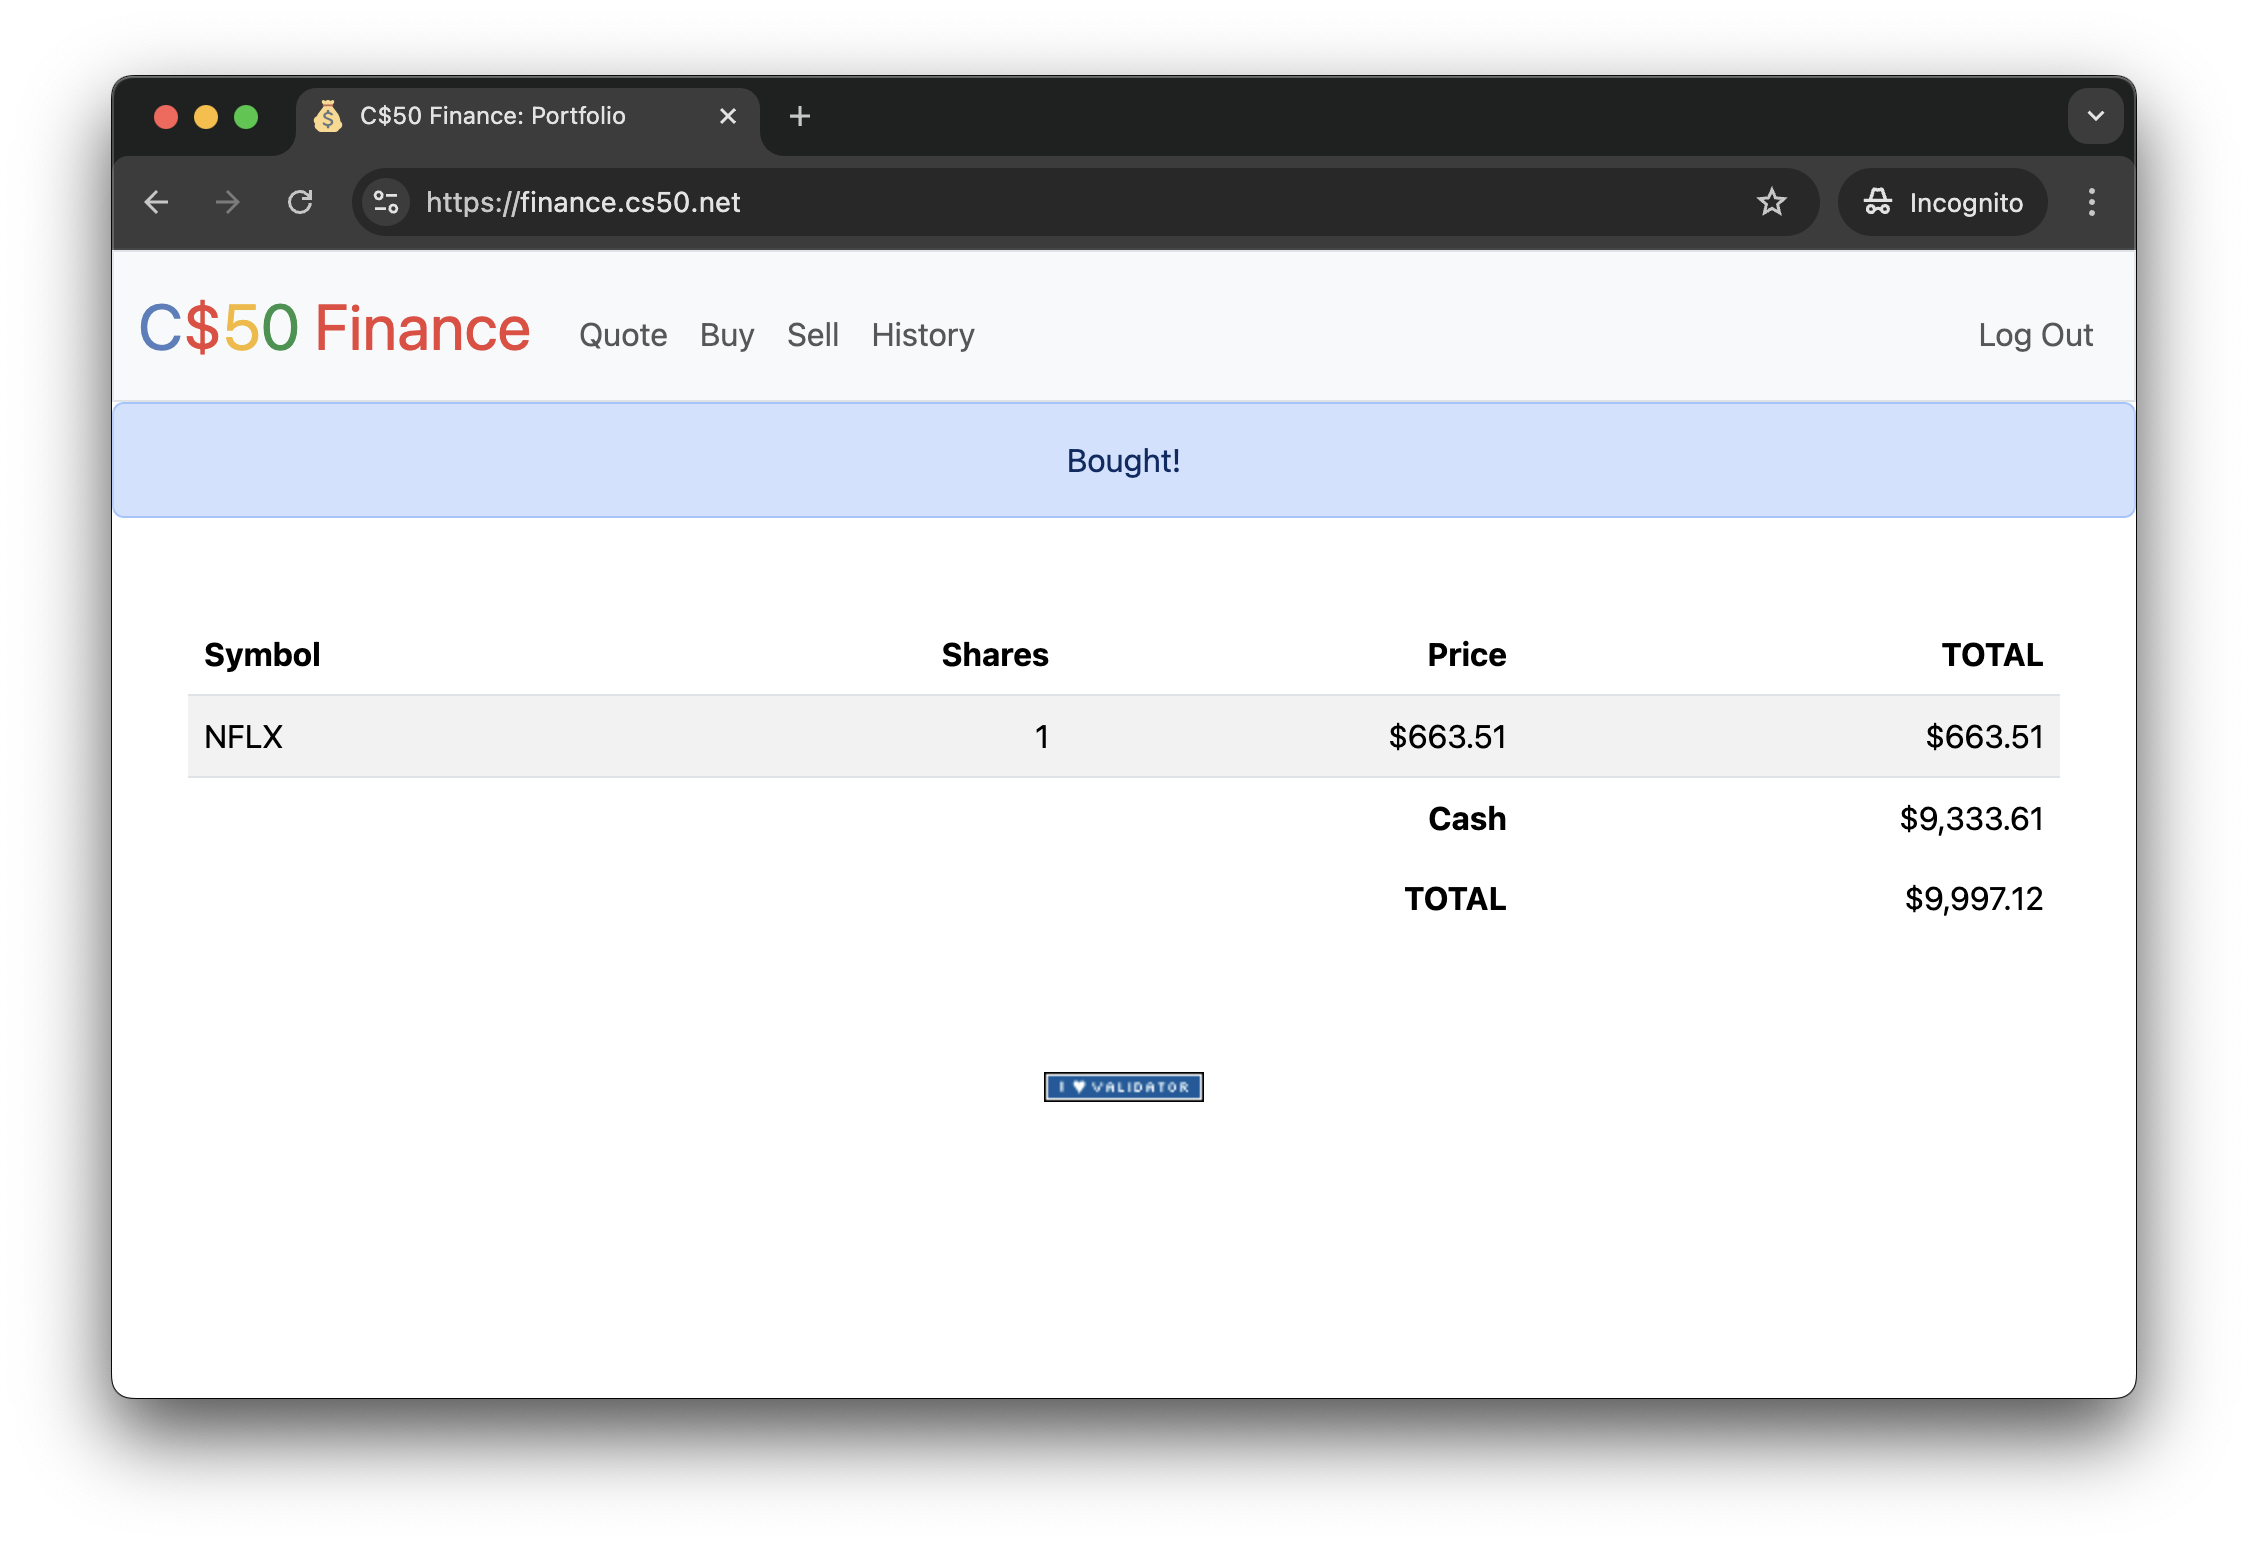 C$50 Finance: Portfolio
https://finance.cs50.net Incognito
C$50 Finance Quote Buy Sell History Log Out
Bought!
Symbol Shares Price TOTAL
NFLX 1 $663.51 $663.51
Cash $9,333.61
TOTAL $9,997.12
I ♥ VALIDATOR